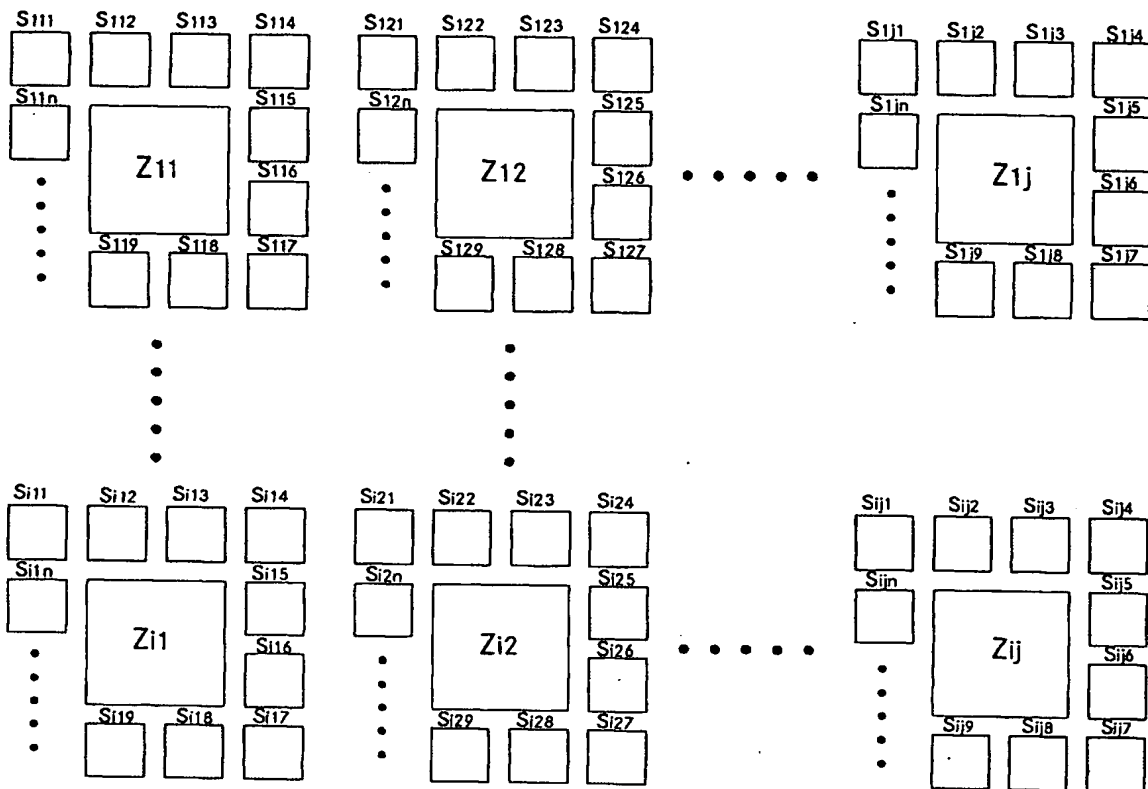 S111 S112 S113 S114 S121 S122 S123 S124 S1j1 S1j2 S1j3 S1j4
S11n S115 S12n S125 S1jn S1j5
Z11 Z12 Z1j
S116 S126 S1j6
S119 S118 S117 S129 S128 S127 S1j9 S1j8 S1j7
Si11 Si12 Si13 Si14 Si21 Si22 Si23 Si24 Sij1 Sij2 Sij3 Sij4
Si1n Si15 Si2n Si25 Sijn Sij5
Zi1 Zi2 Zij
Si16 Si26 Sij6
Si19 Si18 Si17 Si29 Si28 Si27 Sij9 Sij8 Sij7